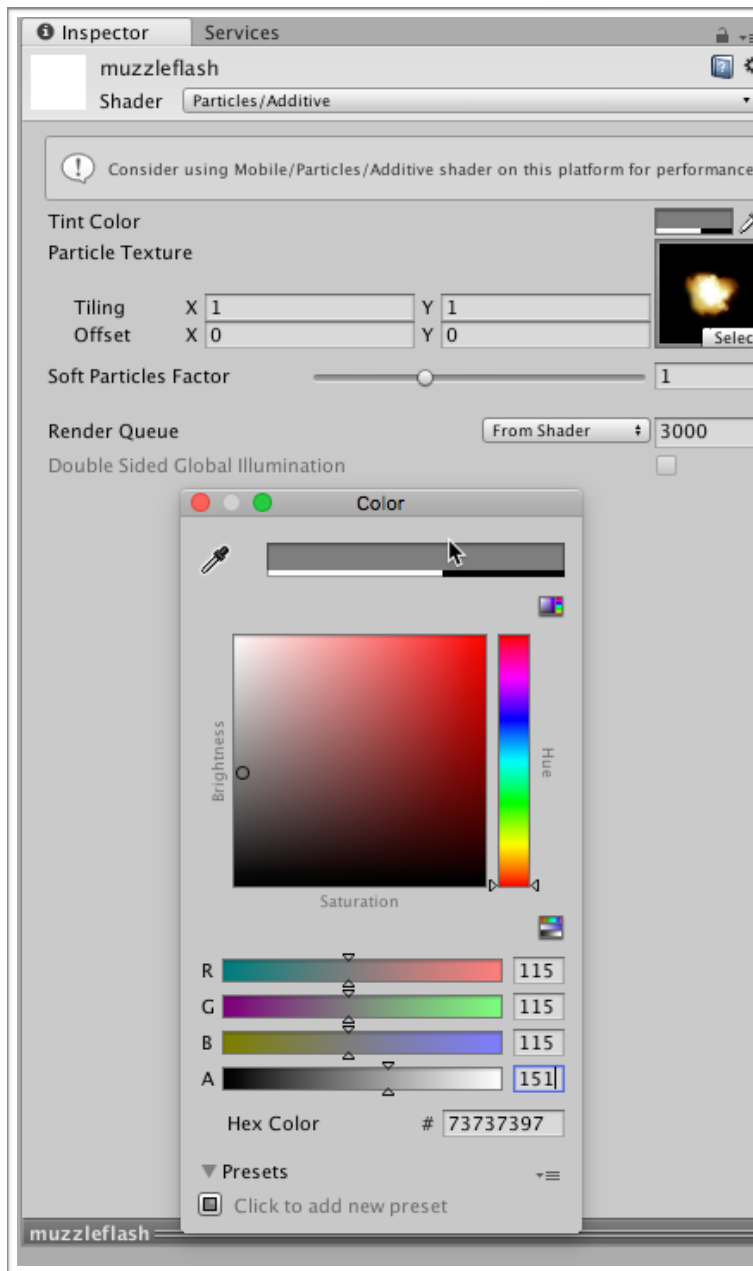 Inspector Services
muzzleflash
Shader Particles/Additive
Consider using Mobile/Particles/Additive shader on this platform for performance
Tint Color
Particle Texture
Tiling X 1 Y 1
Offset X 0 Y 0
Selec
Soft Particles Factor 1
Render Queue From Shader 3000
Double Sided Global Illumination
Color
Brightness
Hue
Saturation
R 115
G 115
B 115
A 151
Hex Color # 73737397
Presets
Click to add new preset
muzzleflash